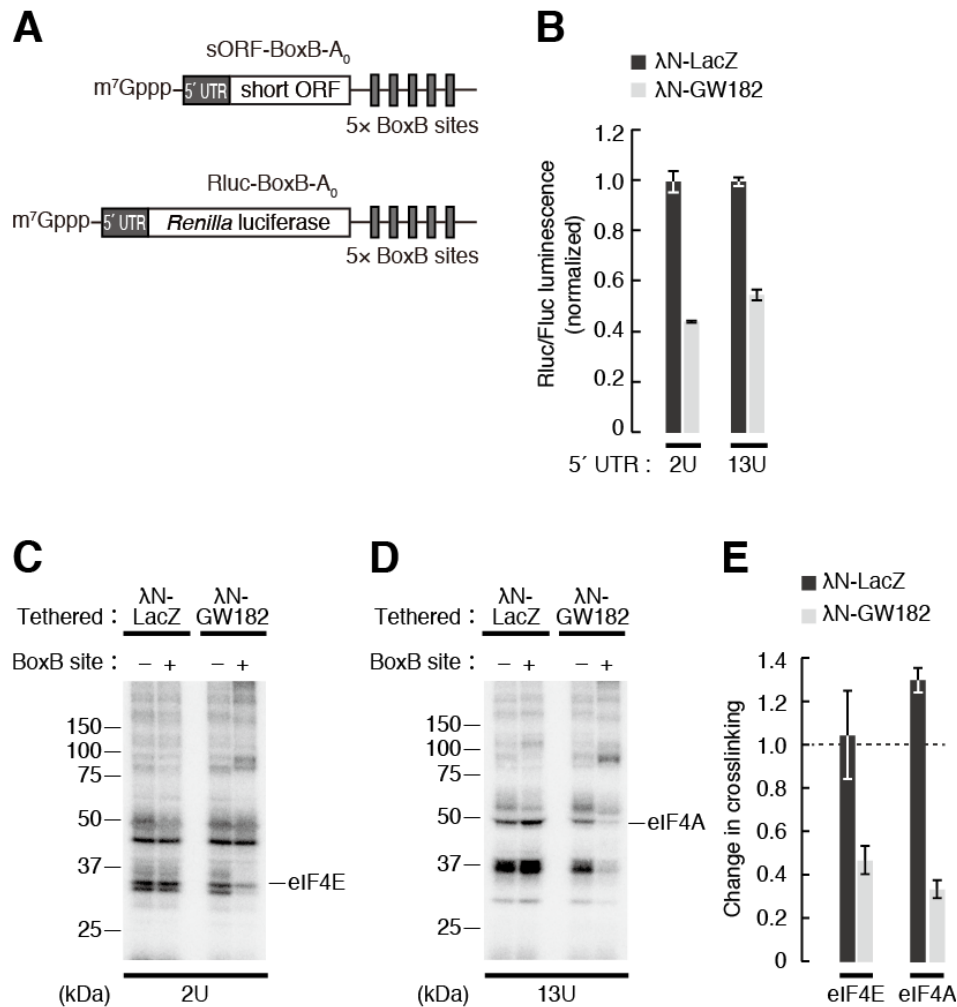 A
sORF-BoxB-A0
m7Gppp
5´ UTR
short ORF
5× BoxB sites
Rluc-BoxB-A0
m7Gppp
5´ UTR
Renilla luciferase
5× BoxB sites
B
λN-LacZ
λN-GW182
Rluc/Fluc luminescence
(normalized)
1.2
1.0
0.8
0.6
0.4
0.2
0
5´ UTR : 2U 13U
C
Tethered : λN-LacZ λN-GW182
BoxB site : − + − +
150
100
75
50
37
25
eIF4E
(kDa) 2U
D
Tethered : λN-LacZ λN-GW182
BoxB site : − + − +
150
100
75
50
37
25
eIF4A
(kDa) 13U
E
λN-LacZ
λN-GW182
Change in crosslinking
1.4
1.2
1.0
0.8
0.6
0.4
0.2
0
eIF4E eIF4A